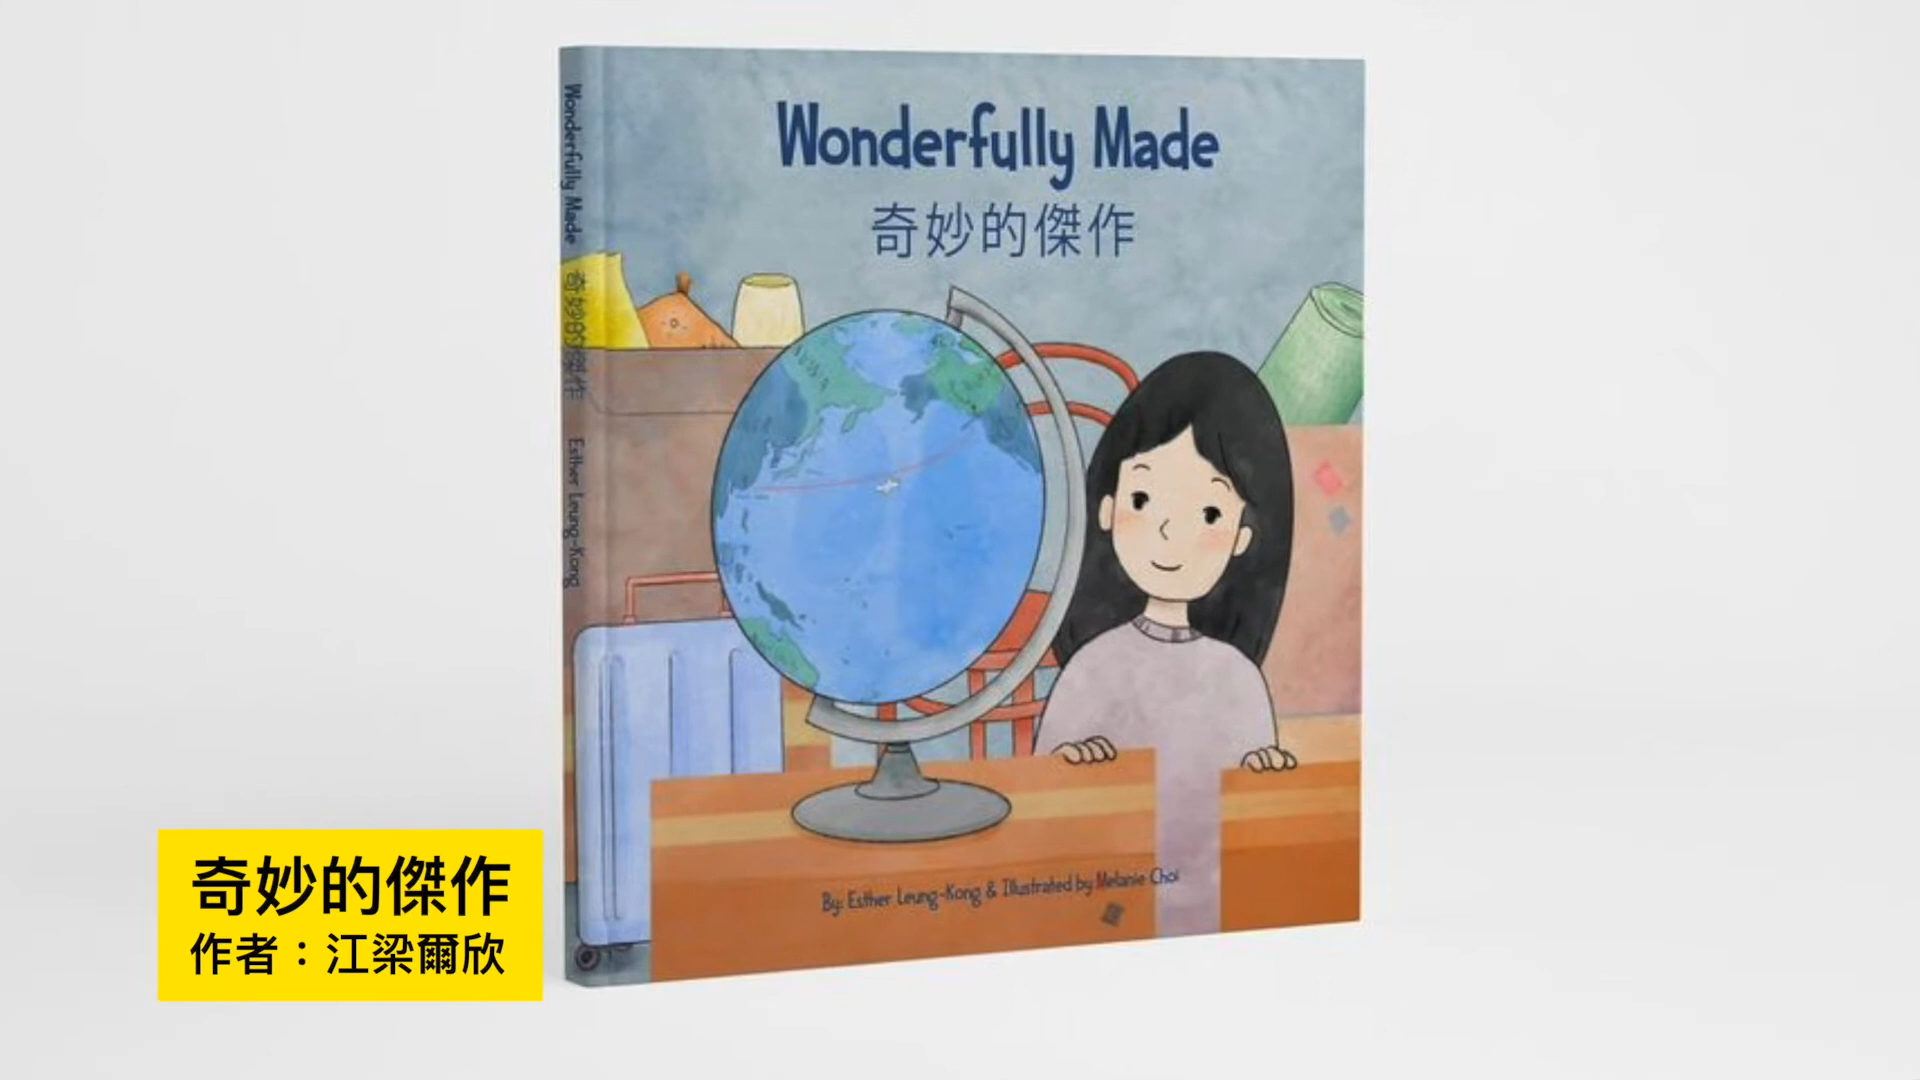 Wonderfully Made
奇妙的傑作
Wonderfully Made 奇妙的傑作 Esther Leung-Kong
By: Esther Leung-Kong & Illustrated by Melanie Choi
奇妙的傑作
作者：江梁爾欣